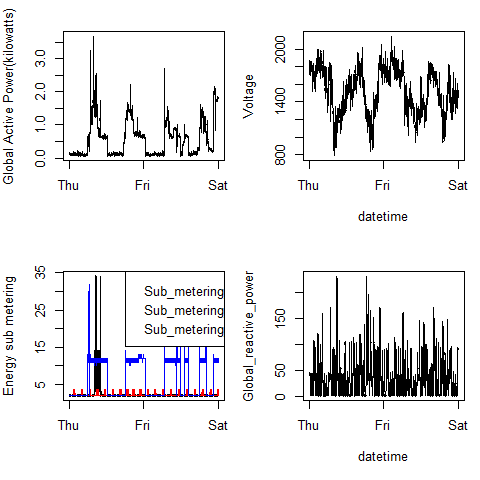 Global Active Power(kilowatts)
0.0 1.0 2.0 3.0
Thu Fri Sat
Voltage
800 1400 2000
Thu Fri Sat
datetime
Energy sub metering
5 15 25 35
Sub_metering
Sub_metering
Sub_metering
Thu Fri Sat
Global_reactive_power
0 50 150
Thu Fri Sat
datetime